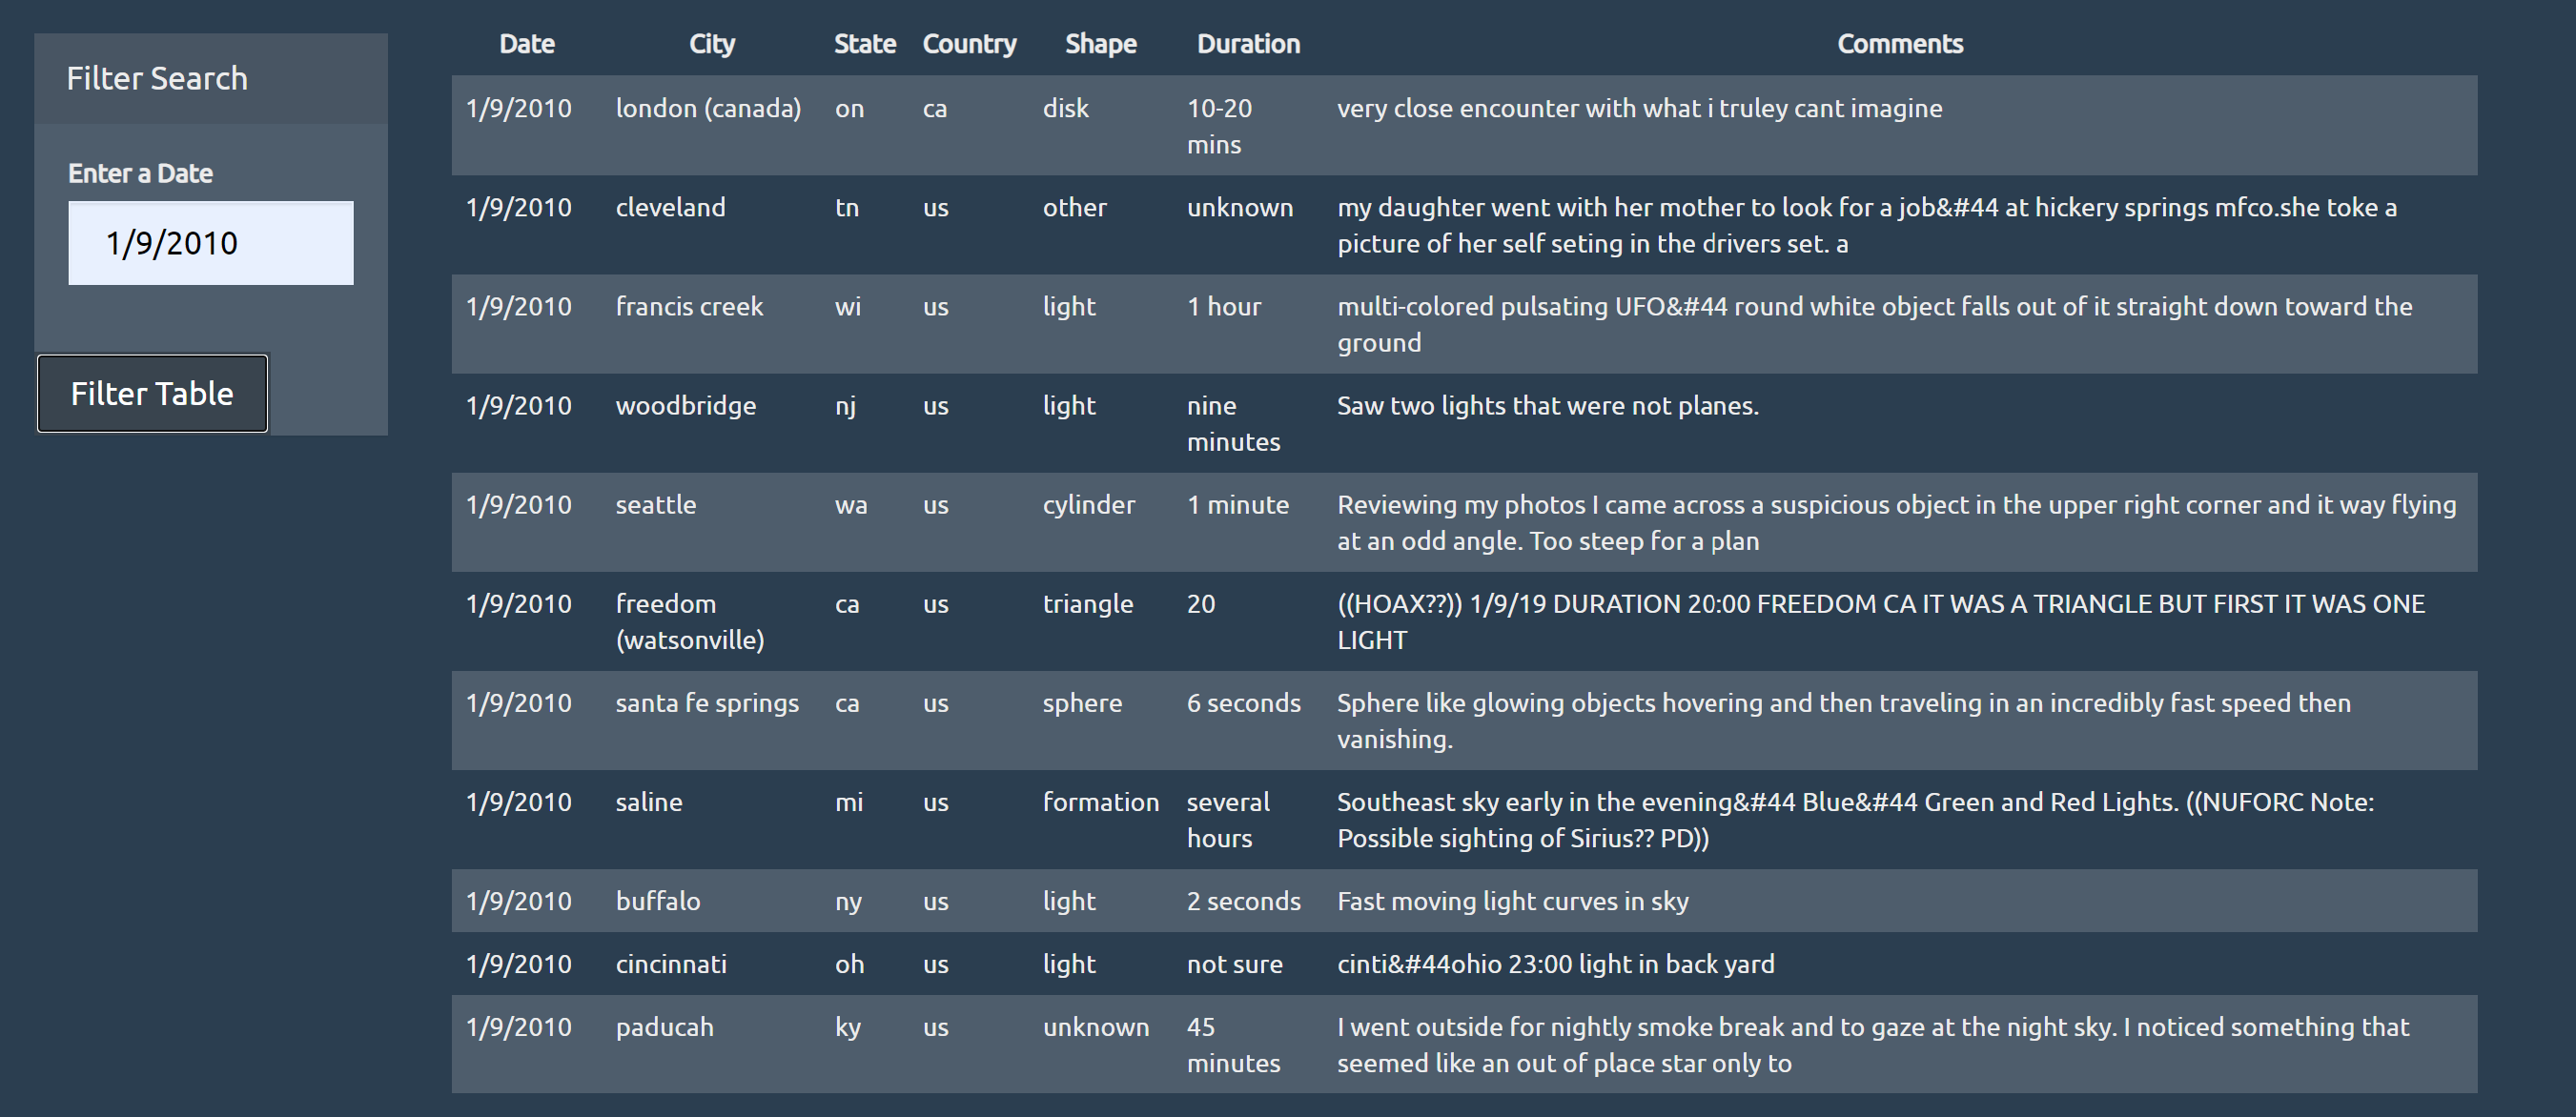 Filter Search
Enter a Date
1/9/2010
Filter Table
Date City State Country Shape Duration Comments
1/9/2010 london (canada) on ca disk 10-20 very close encounter with what i truley cant imagine
mins
1/9/2010 cleveland tn us other unknown my daughter went with her mother to look for a job&#44 at hickery springs mfco.she toke a
picture of her self seting in the drivers set. a
1/9/2010 francis creek wi us light 1 hour multi-colored pulsating UFO&#44 round white object falls out of it straight down toward the
ground
1/9/2010 woodbridge nj us light nine Saw two lights that were not planes.
minutes
1/9/2010 seattle wa us cylinder 1 minute Reviewing my photos I came across a suspicious object in the upper right corner and it way flying
at an odd angle. Too steep for a plan
1/9/2010 freedom ca us triangle 20 ((HOAX??)) 1/9/19 DURATION 20:00 FREEDOM CA IT WAS A TRIANGLE BUT FIRST IT WAS ONE
(watsonville) LIGHT
1/9/2010 santa fe springs ca us sphere 6 seconds Sphere like glowing objects hovering and then traveling in an incredibly fast speed then
vanishing.
1/9/2010 saline mi us formation several Southeast sky early in the evening&#44 Blue&#44 Green and Red Lights. ((NUFORC Note:
hours Possible sighting of Sirius?? PD))
1/9/2010 buffalo ny us light 2 seconds Fast moving light curves in sky
1/9/2010 cincinnati oh us light not sure cinti&#44ohio 23:00 light in back yard
1/9/2010 paducah ky us unknown 45 I went outside for nightly smoke break and to gaze at the night sky. I noticed something that
minutes seemed like an out of place star only to